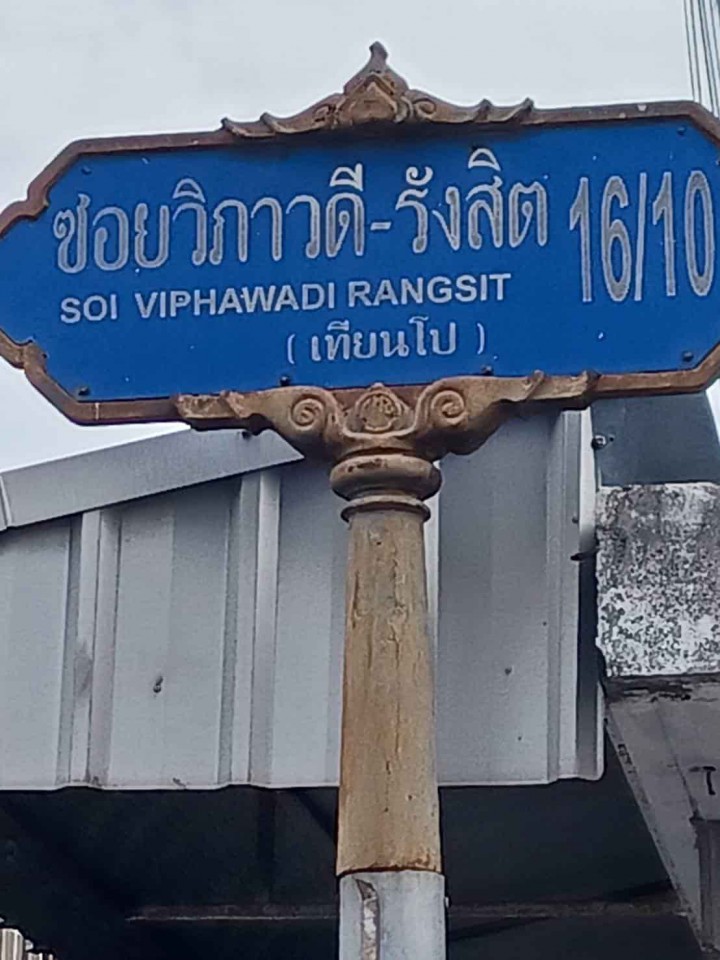 ซอยวิภาวดี-รังสิต 16/10
SOI VIPHAWADI RANGSIT
( เทียนโป )